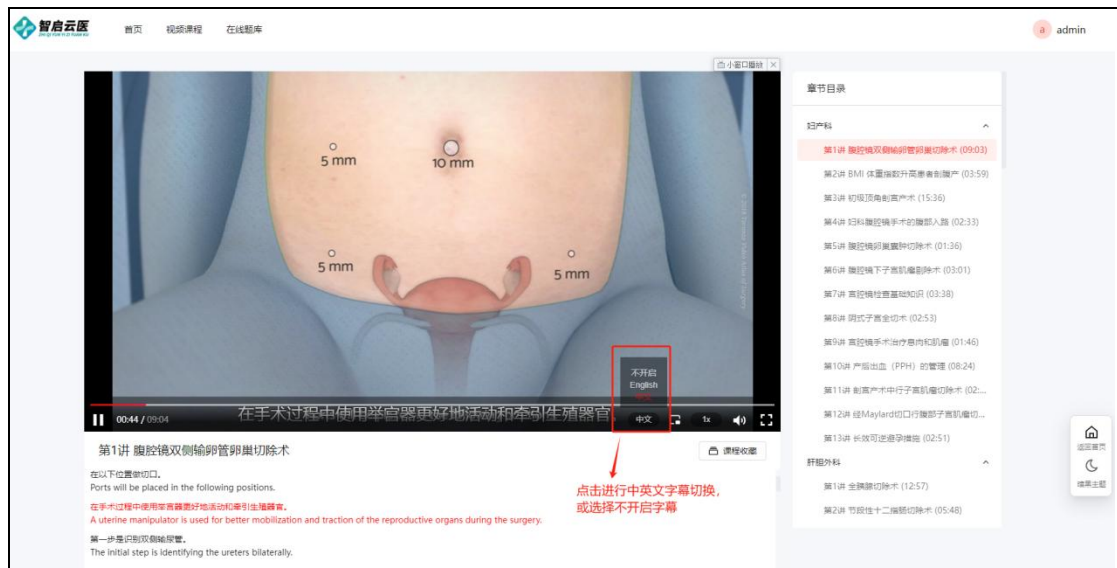 智启云医
首页 视频课程 在线题库
a admin
小窗口播放
章节目录
妇产科
第1讲 腹腔镜双侧输卵管卵巢切除术 (09:03)
第2讲 BMI 体重指数升高患者剖腹产 (03:59)
第3讲 初级顶角剖宫产术 (15:36)
第4讲 妇科腹腔镜手术的腹部入路 (02:33)
第5讲 腹腔镜卵巢囊肿切除术 (01:36)
第6讲 腹腔镜下子宫肌瘤剔除术 (03:01)
第7讲 宫腔镜检查基础知识 (03:38)
第8讲 阴式子宫全切术 (02:53)
第9讲 宫腔镜手术治疗息肉和肌瘤 (01:46)
第10讲 产后出血（PPH）的管理 (08:24)
第11讲 剖宫产术中行子宫肌瘤切除术 (02:...
第12讲 经Maylard切口行腹部子宫肌瘤切...
第13讲 长效可逆避孕措施 (02:51)
肝胆外科
第1讲 全胰腺切除术 (12:57)
第2讲 节段性十二指肠切除术 (05:48)
5 mm
10 mm
5 mm
5 mm
不开启
English
中文
00:44 / 09:04
在手术过程中使用举宫器更好地活动和牵引生殖器官。
中文
1x
第1讲 腹腔镜双侧输卵管卵巢切除术
课程收藏
在以下位置做切口。
Ports will be placed in the following positions.
在手术过程中使用举宫器更好地活动和牵引生殖器官。
A uterine manipulator is used for better mobilization and traction of the reproductive organs during the surgery.
第一步是识别双侧输尿管。
The initial step is identifying the ureters bilaterally.
点击进行中英文字幕切换，
或选择不开启字幕
返回首页
暗黑主题